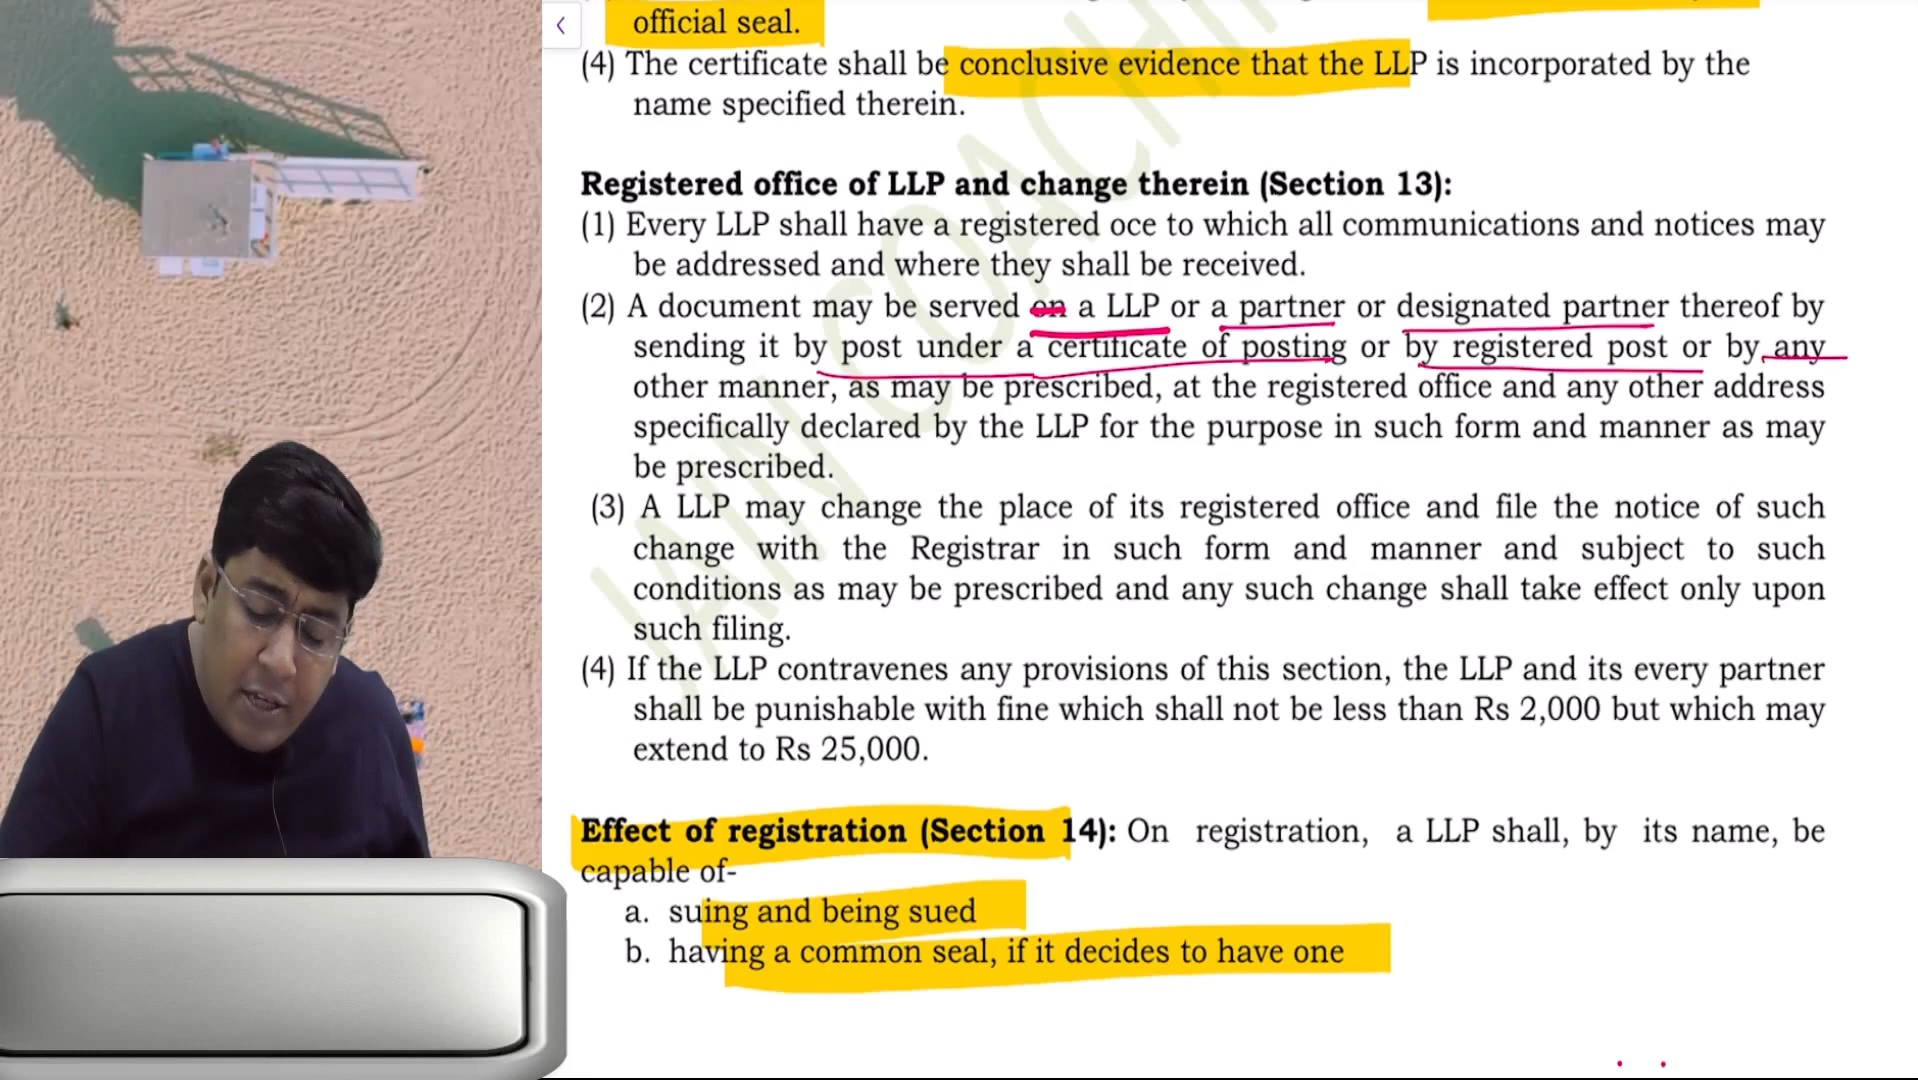 official seal.
(4) The certificate shall be conclusive evidence that the LLP is incorporated by the
name specified therein.
Registered office of LLP and change therein (Section 13):
(1) Every LLP shall have a registered oce to which all communications and notices may
be addressed and where they shall be received.
(2) A document may be served on a LLP or a partner or designated partner thereof by
sending it by post under a certificate of posting or by registered post or by any
other manner, as may be prescribed, at the registered office and any other address
specifically declared by the LLP for the purpose in such form and manner as may
be prescribed.
(3) A LLP may change the place of its registered office and file the notice of such
change with the Registrar in such form and manner and subject to such
conditions as may be prescribed and any such change shall take effect only upon
such filing.
(4) If the LLP contravenes any provisions of this section, the LLP and its every partner
shall be punishable with fine which shall not be less than Rs 2,000 but which may
extend to Rs 25,000.
Effect of registration (Section 14): On registration, a LLP shall, by its name, be
capable of-
a. suing and being sued
b. having a common seal, if it decides to have one
JAIN COACHIN